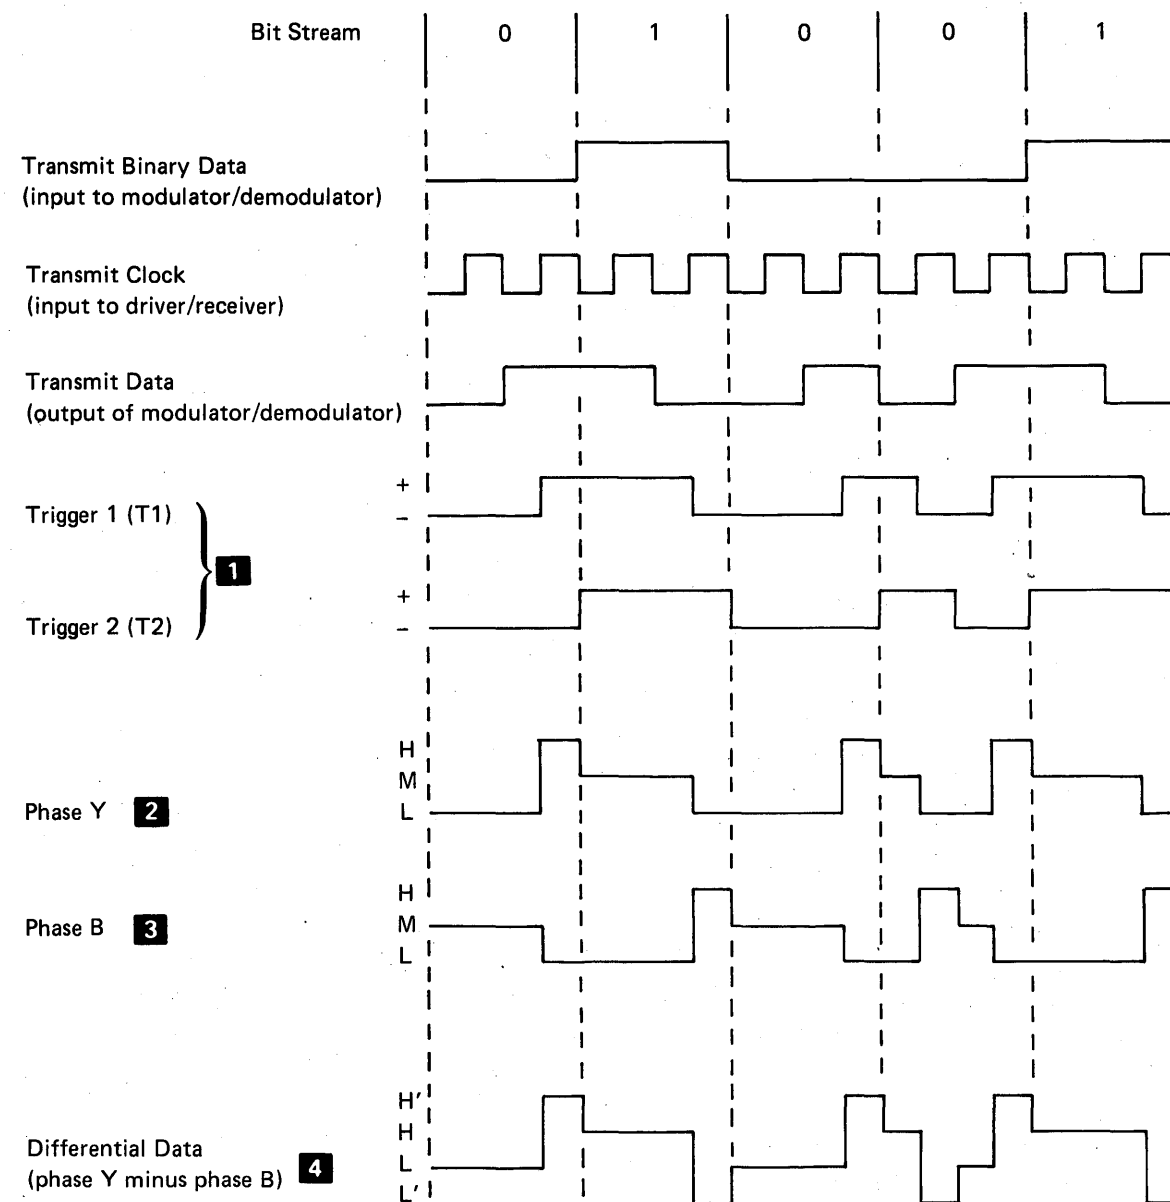 Bit Stream 0 1 0 0 1
Transmit Binary Data
(input to modulator/demodulator)
Transmit Clock
(input to driver/receiver)
Transmit Data
(output of modulator/demodulator)
+
Trigger 1 (T1)
–
1
+
Trigger 2 (T2)
–
H
M
Phase Y 2 L
H
Phase B 3 M
L
H'
H
Differential Data
(phase Y minus phase B) 4 L
L'